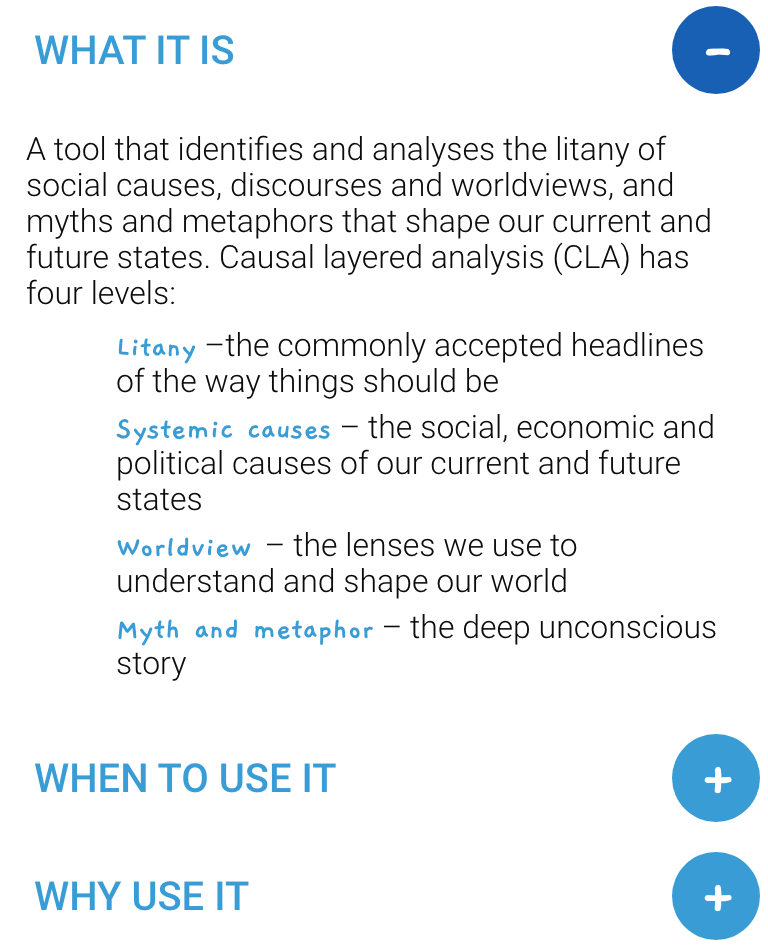 WHAT IT IS
A tool that identifies and analyses the litany of
social causes, discourses and worldviews, and
myths and metaphors that shape our current and
future states. Causal layered analysis (CLA) has
four levels:
Litany –the commonly accepted headlines
of the way things should be
Systemic causes – the social, economic and
political causes of our current and future
states
Worldview – the lenses we use to
understand and shape our world
Myth and metaphor – the deep unconscious
story
WHEN TO USE IT
WHY USE IT